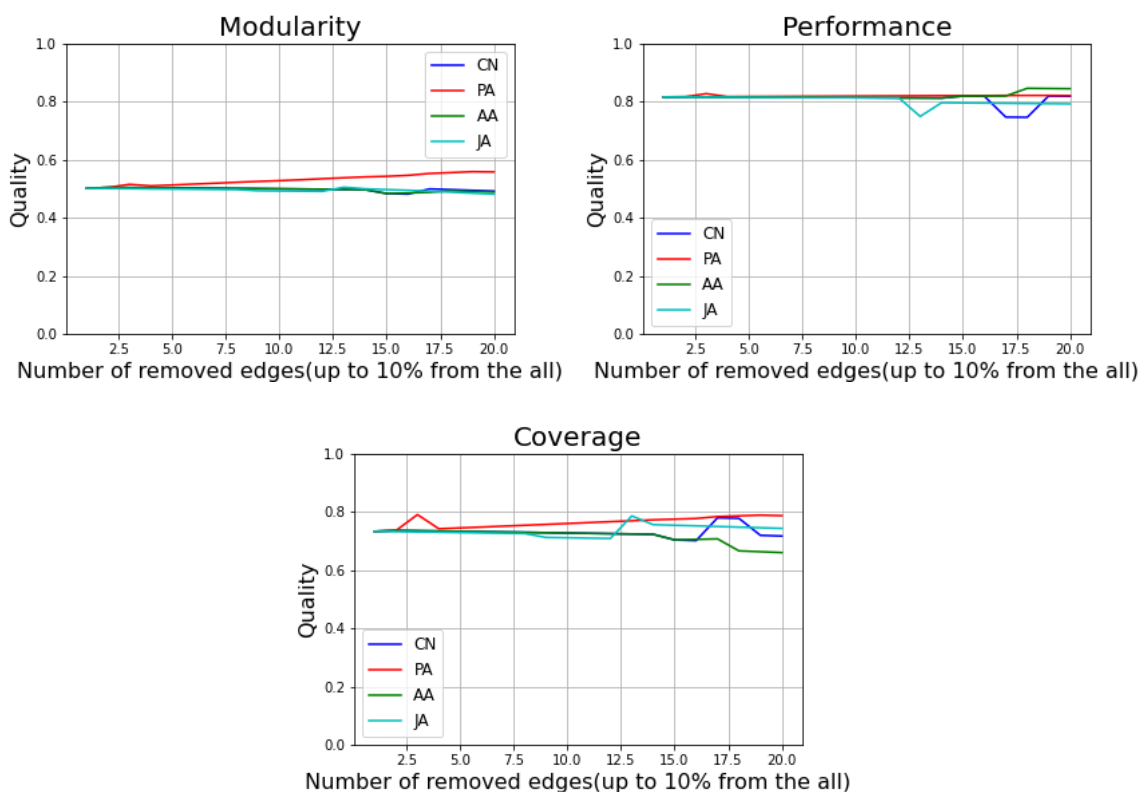 Modularity
Quality
1.0
0.8
0.6
0.4
0.2
0.0
CN
PA
AA
JA
2.5 5.0 7.5 10.0 12.5 15.0 17.5 20.0
Number of removed edges(up to 10% from the all)
Performance
Quality
1.0
0.8
0.6
0.4
0.2
0.0
CN
PA
AA
JA
2.5 5.0 7.5 10.0 12.5 15.0 17.5 20.0
Number of removed edges(up to 10% from the all)
Coverage
Quality
1.0
0.8
0.6
0.4
0.2
0.0
CN
PA
AA
JA
2.5 5.0 7.5 10.0 12.5 15.0 17.5 20.0
Number of removed edges(up to 10% from the all)